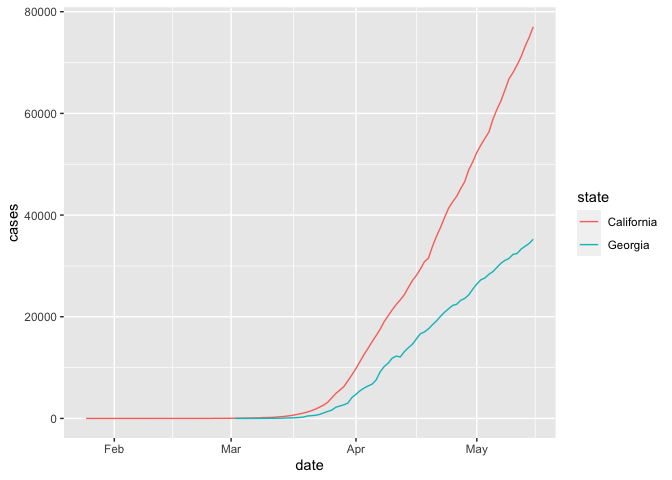 80000
60000
40000
20000
0
cases
Feb Mar Apr May
date
state
California
Georgia